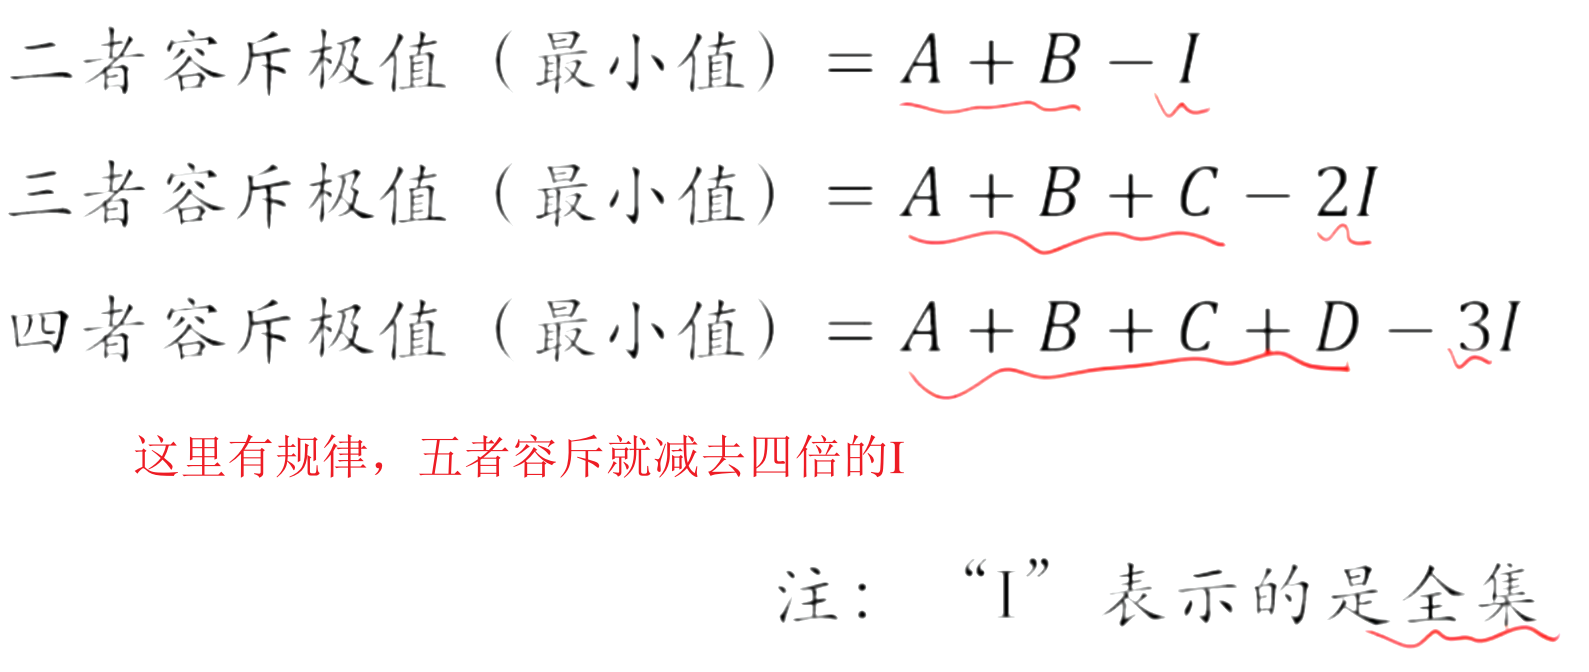 二者容斥极值（最小值）= A + B − I
三者容斥极值（最小值）= A + B + C − 2I
四者容斥极值（最小值）= A + B + C + D − 3I
这里有规律，五者容斥就减去四倍的I
注：“I”表示的是全集